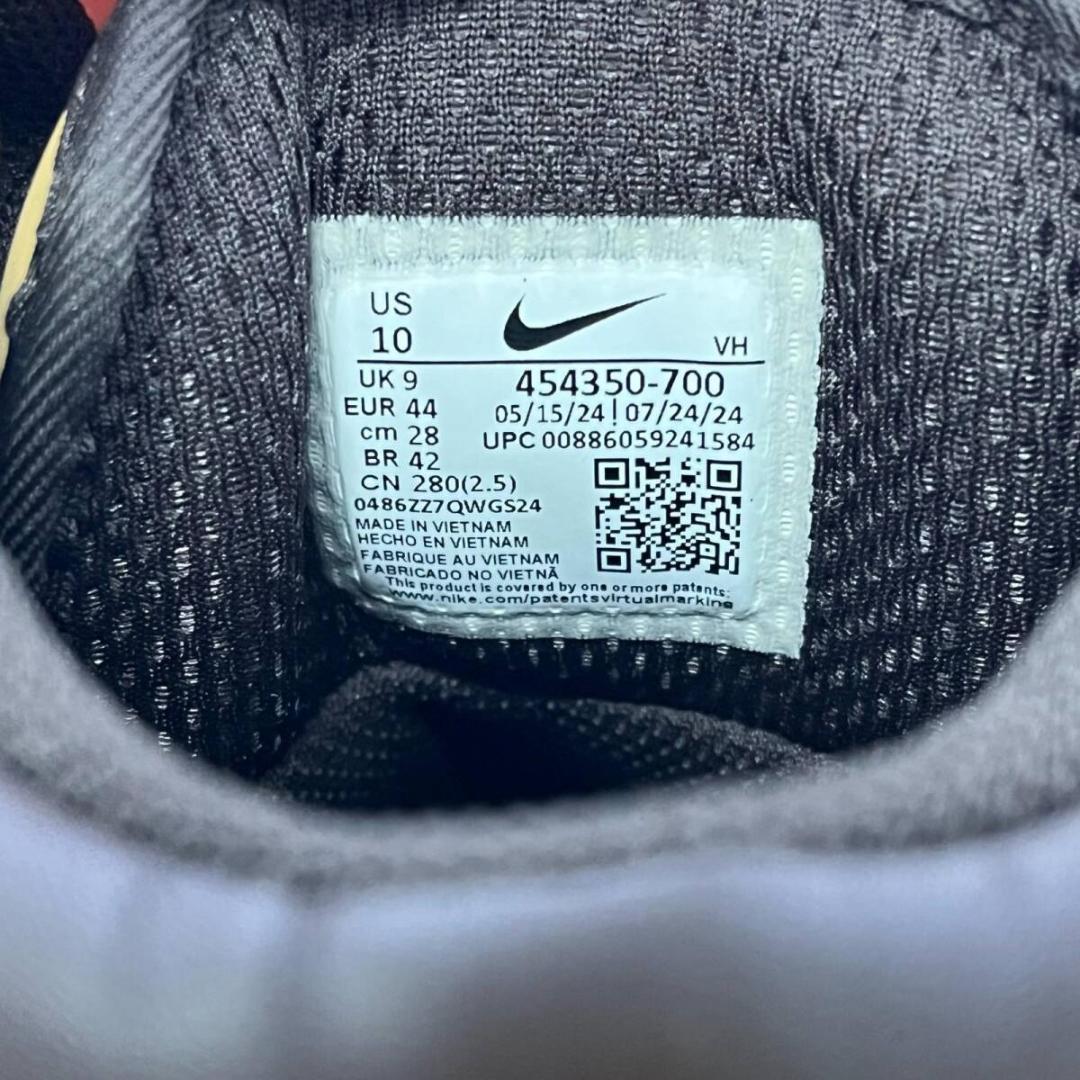 US
10
VH
UK 9
EUR 44
cm 28
BR 42
CN 280(2.5)
454350-700
05/15/24 | 07/24/24
UPC 00886059241584
0486ZZ7QWGS24
MADE IN VIETNAM
HECHO EN VIETNAM
FABRIQUE AU VIETNAM
FABRICADO NO VIETNÃ
This product is covered by one or more patents:
www.nike.com/patentsvirtualmarking